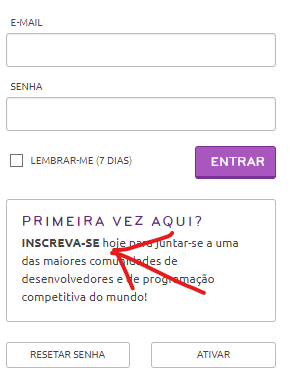 E-MAIL
SENHA
LEMBRAR-ME (7 DIAS)
ENTRAR
PRIMEIRA VEZ AQUI?
INSCREVA-SE hoje para juntar-se a uma
das maiores comunidades de
desenvolvedores e de programação
competitiva do mundo!
RESETAR SENHA
ATIVAR